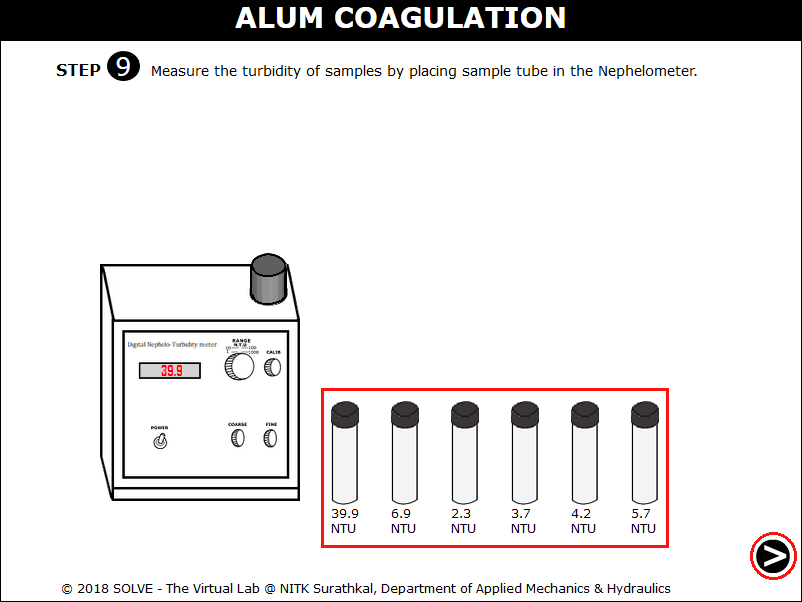 ALUM COAGULATION
STEP 9 Measure the turbidity of samples by placing sample tube in the Nephelometer.
Digital Nephelo-Turbidity meter
RANGE
N.T.U
10 100
1 1000
CALIB
39.9
POWER
COARSE
FINE
39.9 6.9 2.3 3.7 4.2 5.7
NTU NTU NTU NTU NTU NTU
© 2018 SOLVE - The Virtual Lab @ NITK Surathkal, Department of Applied Mechanics & Hydraulics